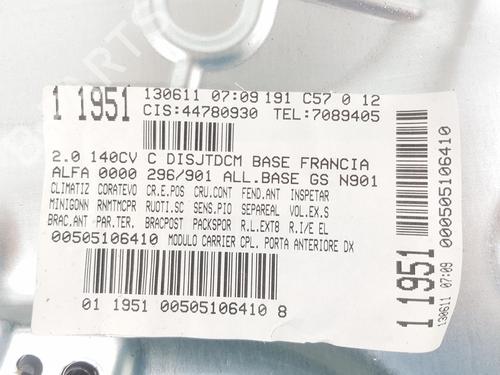 1 1951
130611 07:09 191 C57 0 12
CIS:44780930 TEL:7089405
2.0 140CV C DISJTDCM BASE FRANCIA
ALFA 0000 296/901 ALL.BASE GS N901
CLIMATIZ CORATEVO CR.E.POS CRU.CONT FEND.ANT INSPETAR
MINIGONN RNMTMCPR RUOTI.SC SENS.PIO SEPAREAL VOL.EX.S
BRAC.ANT PAR.TER. BRACPOST PACKSPOR R.L.EXT8 R.I/E EL
00505106410 MODULO CARRIER CPL. PORTA ANTERIORE DX
01 1951 00505106410 8
1 1951
130611 07:09
000505106410